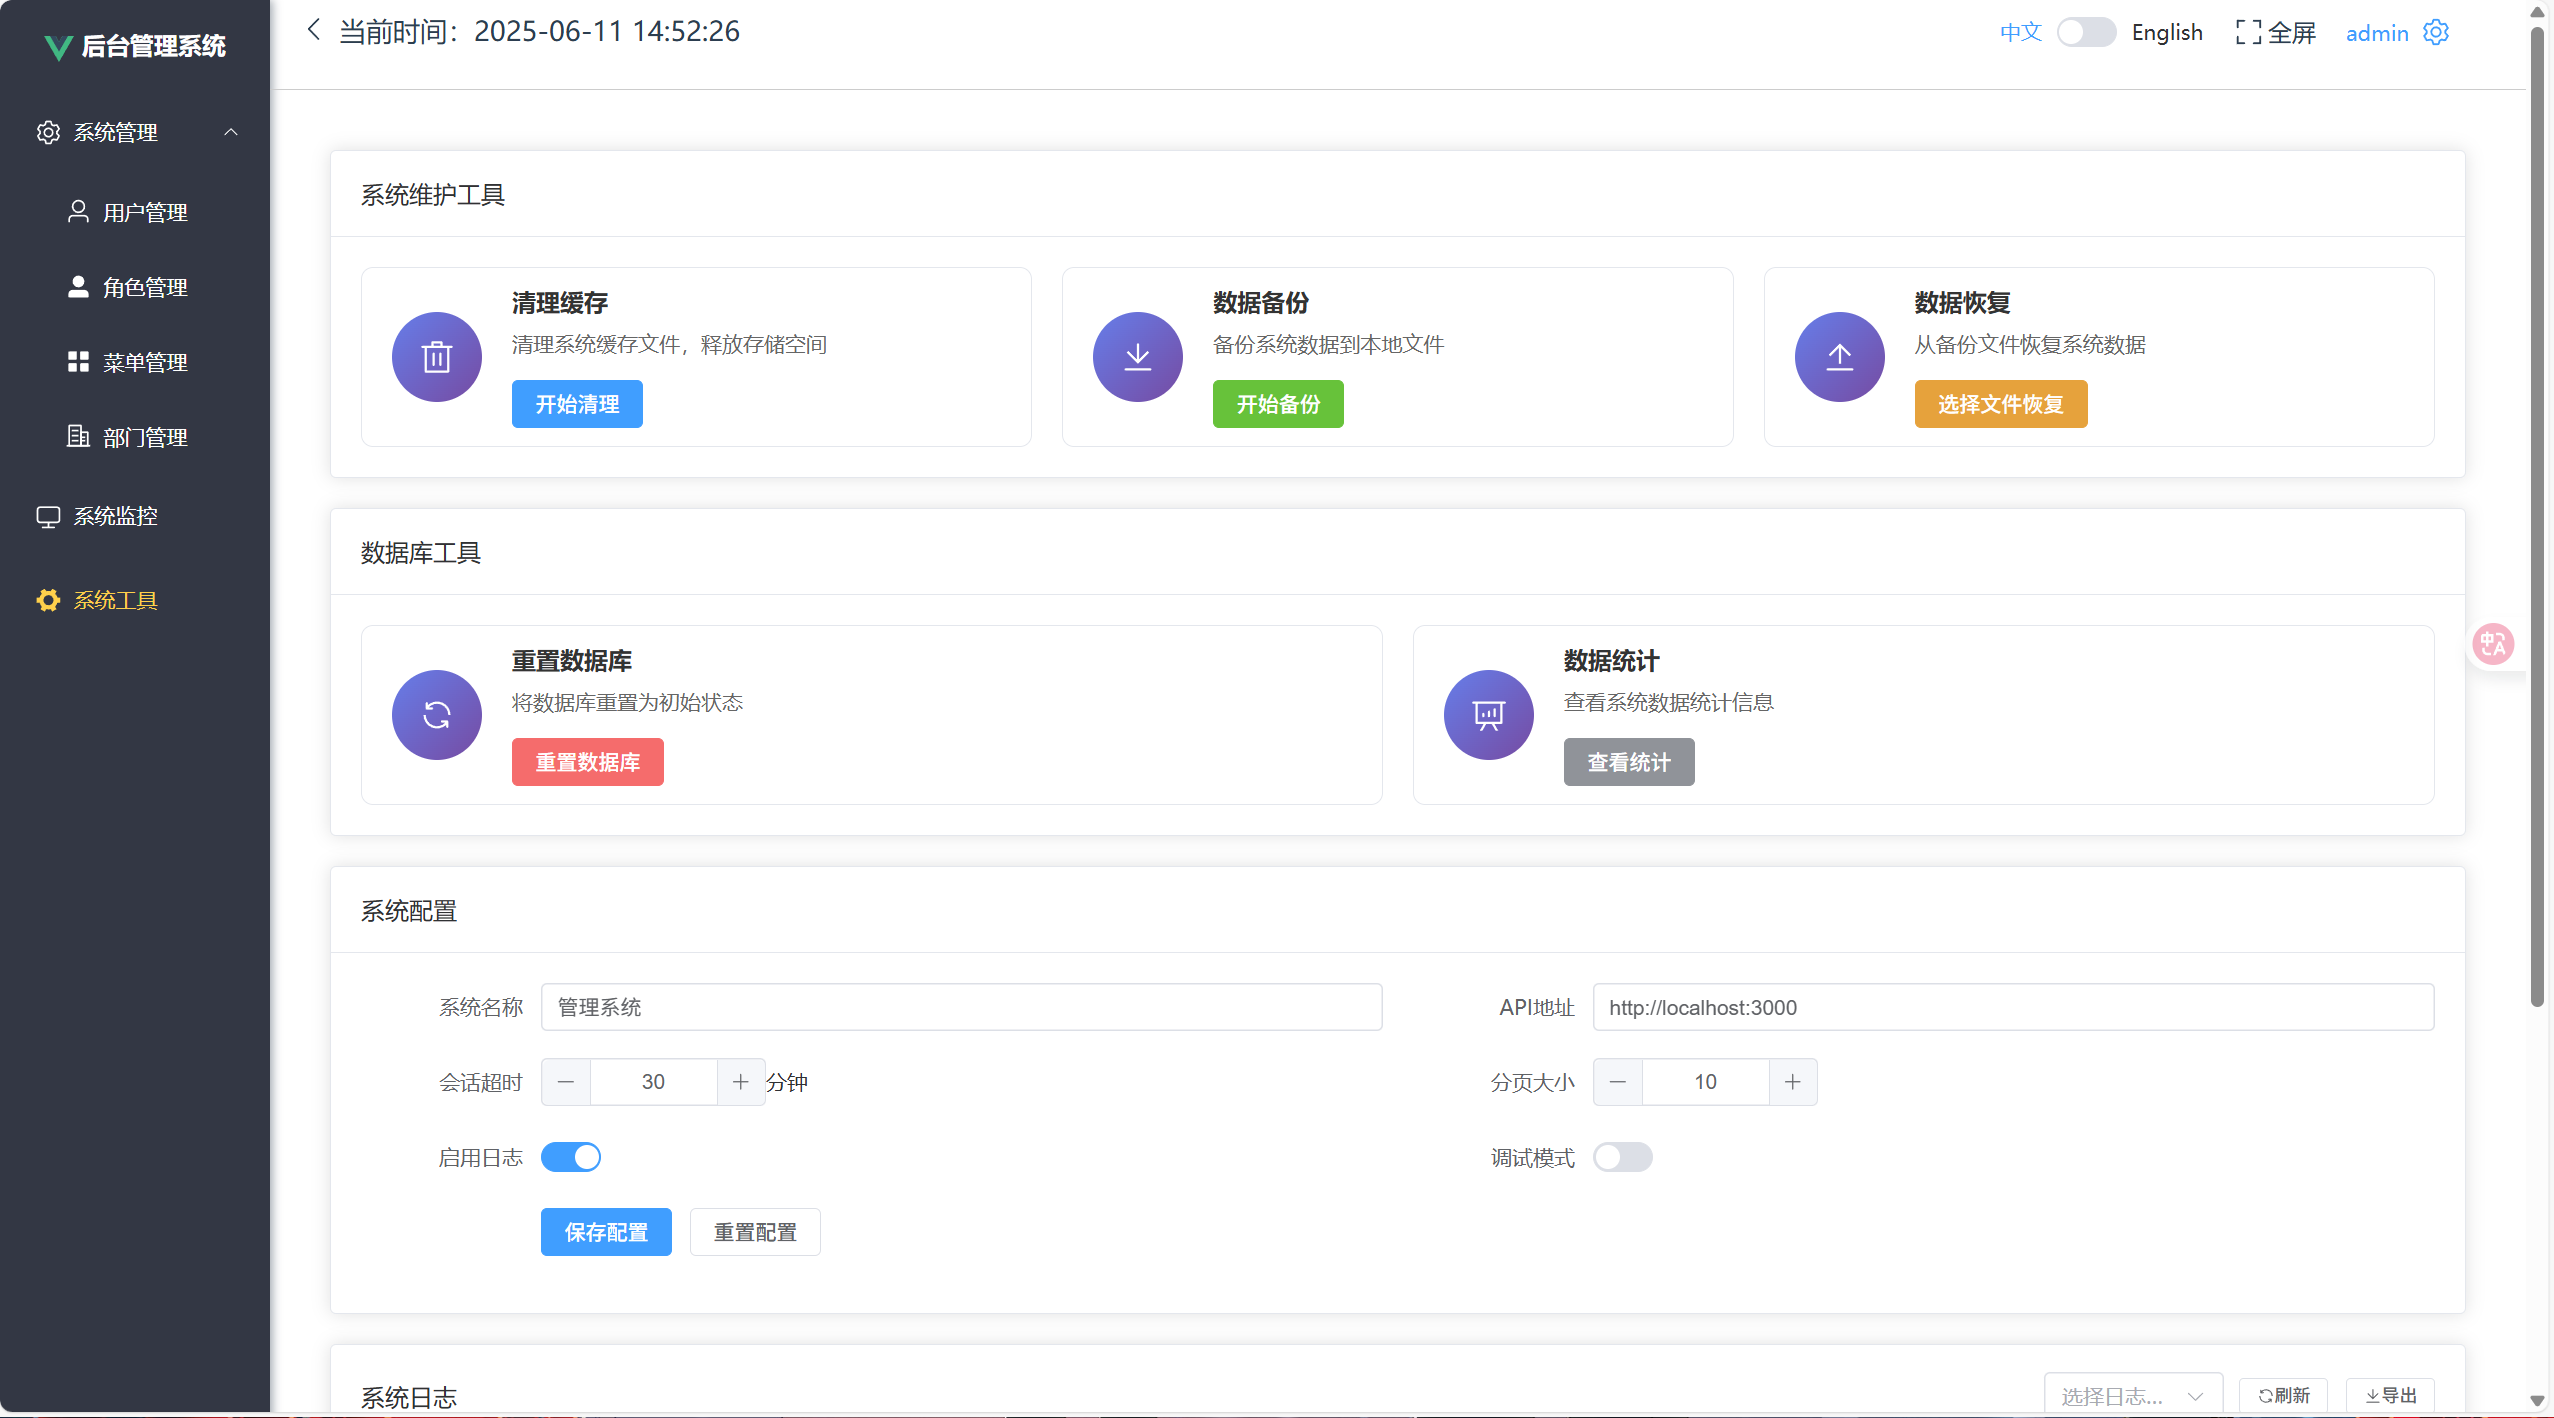 后台管理系统
系统管理
用户管理
角色管理
菜单管理
部门管理
系统监控
系统工具
当前时间：2025-06-11 14:52:26
中文 English 全屏 admin
系统维护工具
清理缓存
清理系统缓存文件，释放存储空间
开始清理
数据备份
备份系统数据到本地文件
开始备份
数据恢复
从备份文件恢复系统数据
选择文件恢复
数据库工具
重置数据库
将数据库重置为初始状态
重置数据库
数据统计
查看系统数据统计信息
查看统计
系统配置
系统名称 管理系统
API地址 http://localhost:3000
会话超时 30 分钟
分页大小 10
启用日志
调试模式
保存配置 重置配置
系统日志
选择日志... 刷新 导出
中 A